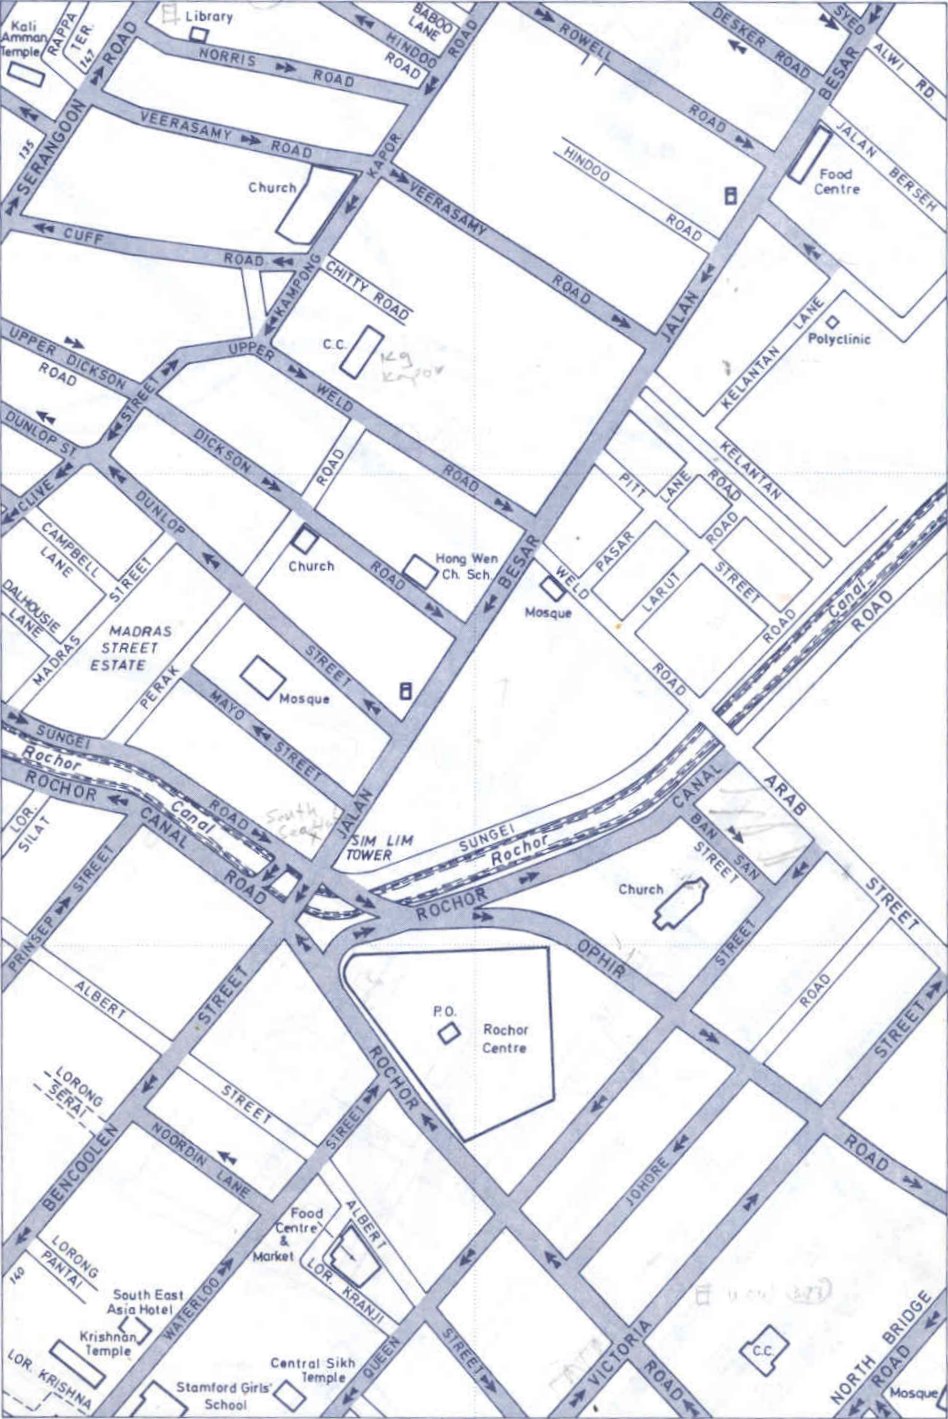 Kali
Amman
Temple
RAPPA
TER.
147
ROAD
Library
BABOO
LANE
HINDOO
ROAD
ROAD
ROWELL
ROAD
DESKER ROAD
SYED
ALWI RD.
BESAR
NORRIS ROAD
135
SERANGOON
VEERASAMY ROAD
KAPOR
VEERASAMY
ROAD
HINDOO
ROAD
JALAN BERSEH
Food
Centre
Church
CUFF
ROAD
KAMPONG
CHITTY ROAD
JALAN
KELANTAN LANE
Polyclinic
C.C.
Kg
Kapor
UPPER DICKSON
ROAD
STREET
UPPER
WELD
ROAD
DUNLOP ST.
DICKSON
ROAD
ROAD
PITT
LANE
ROAD
KELANTAN
CLIVE
DUNLOP
STREET
CAMPBELL
LANE
STREET
MADRAS
DALHOUSIE
LANE
Church
Hong Wen
Ch. Sch.
BESAR
WELD
ROAD
Mosque
PASAR
ROAD
LARUT
STREET
ROAD
Canal
ROAD
MADRAS
STREET
ESTATE
PERAK
Mosque
MAYO
STREET
SUNGEI
ROAD
Rochor
Canal
ROCHOR
CANAL
ROAD
LOR.
SILAT
South
JALAN
SIM LIM
TOWER
SUNGEI
Rochor
ROCHOR
CANAL
BAN SAN
STREET
ARAB
STREET
Church
STREET
PRINSEP STREET
ALBERT
STREET
STREET
OPHIR
ROAD
ROAD
STREET
P.O.
Rochor
Centre
LORONG
SERAI
ROCHOR
STREET
NOORDIN LANE
BENCOOLEN
JOHORE
ALBERT
STREET
Food
Centre
&
Market
LOR. KRANJI
LORONG
PANTAI
140
South East
Asia Hotel
Krishnan
Temple
WATERLOO
LOR. KRISHNA
Central Sikh
Temple
Stamford Girls'
School
QUEEN
VICTORIA
ROAD
C.C.
NORTH BRIDGE
ROAD
Mosque